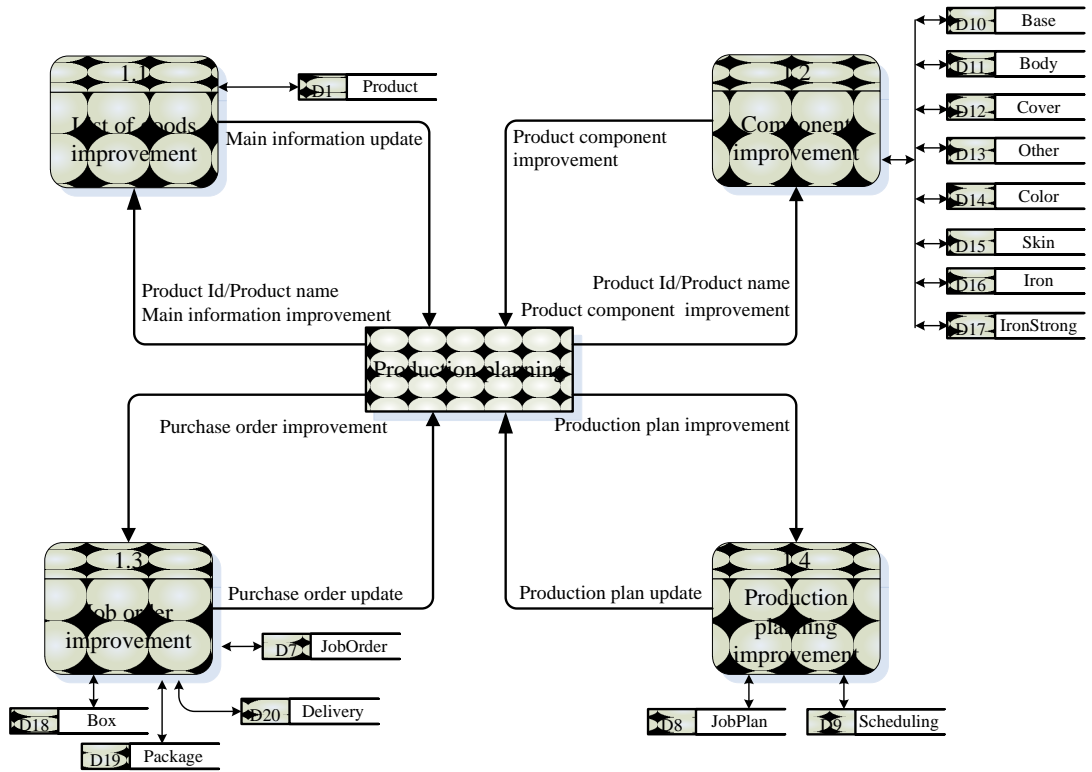 1.1
List of goods
improvement
D1 Product
Main information update
Product component
improvement
1.2
Component
improvement
D10 Base
D11 Body
D12 Cover
D13 Other
D14 Color
D15 Skin
D16 Iron
D17 IronStrong
Product Id/Product name
Main information improvement
Product Id/Product name
Product component improvement
Production planning
Purchase order improvement
Production plan improvement
1.3
Job order
improvement
Purchase order update
D7 JobOrder
D18 Box
D19 Package
D20 Delivery
Production plan update
1.4
Production
planning
improvement
D8 JobPlan
D9 Scheduling